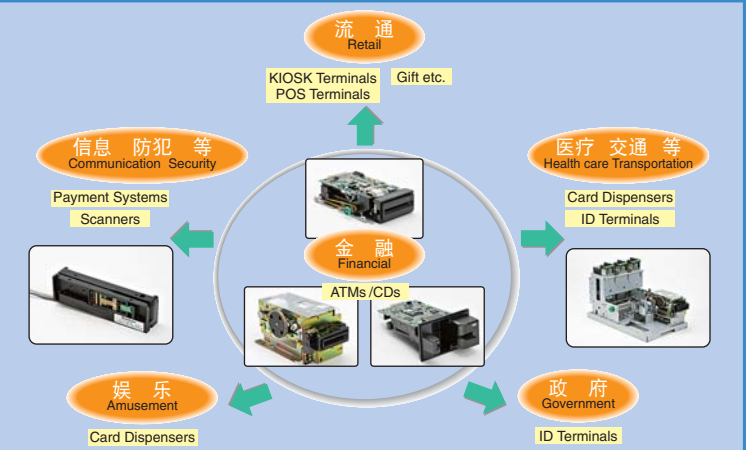 流 通
Retail
KIOSK Terminals
POS Terminals
Gift etc.
信息 防犯 等
Communication Security
Payment Systems
Scanners
医疗 交通 等
Health care Transportation
Card Dispensers
ID Terminals
金 融
Financial
ATMs /CDs
娱 乐
Amusement
Card Dispensers
政 府
Government
ID Terminals